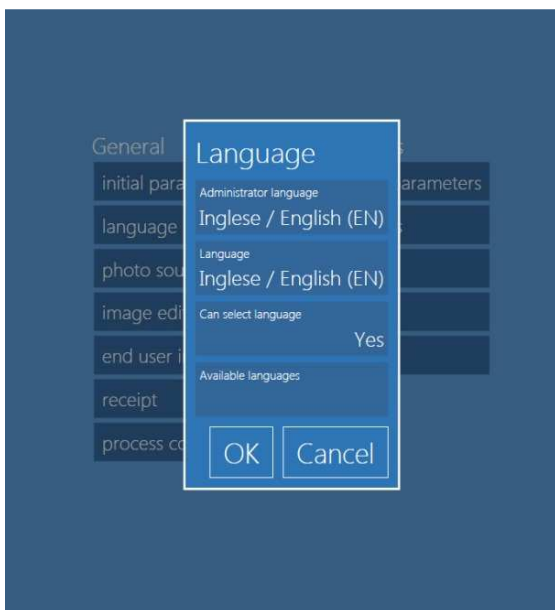 General
initial para
arameters
language
photo sou
image edi
end user i
receipt
process co
Language
Administrator language
Inglese / English (EN)
Language
Inglese / English (EN)
Can select language
Yes
Available languages
OK Cancel